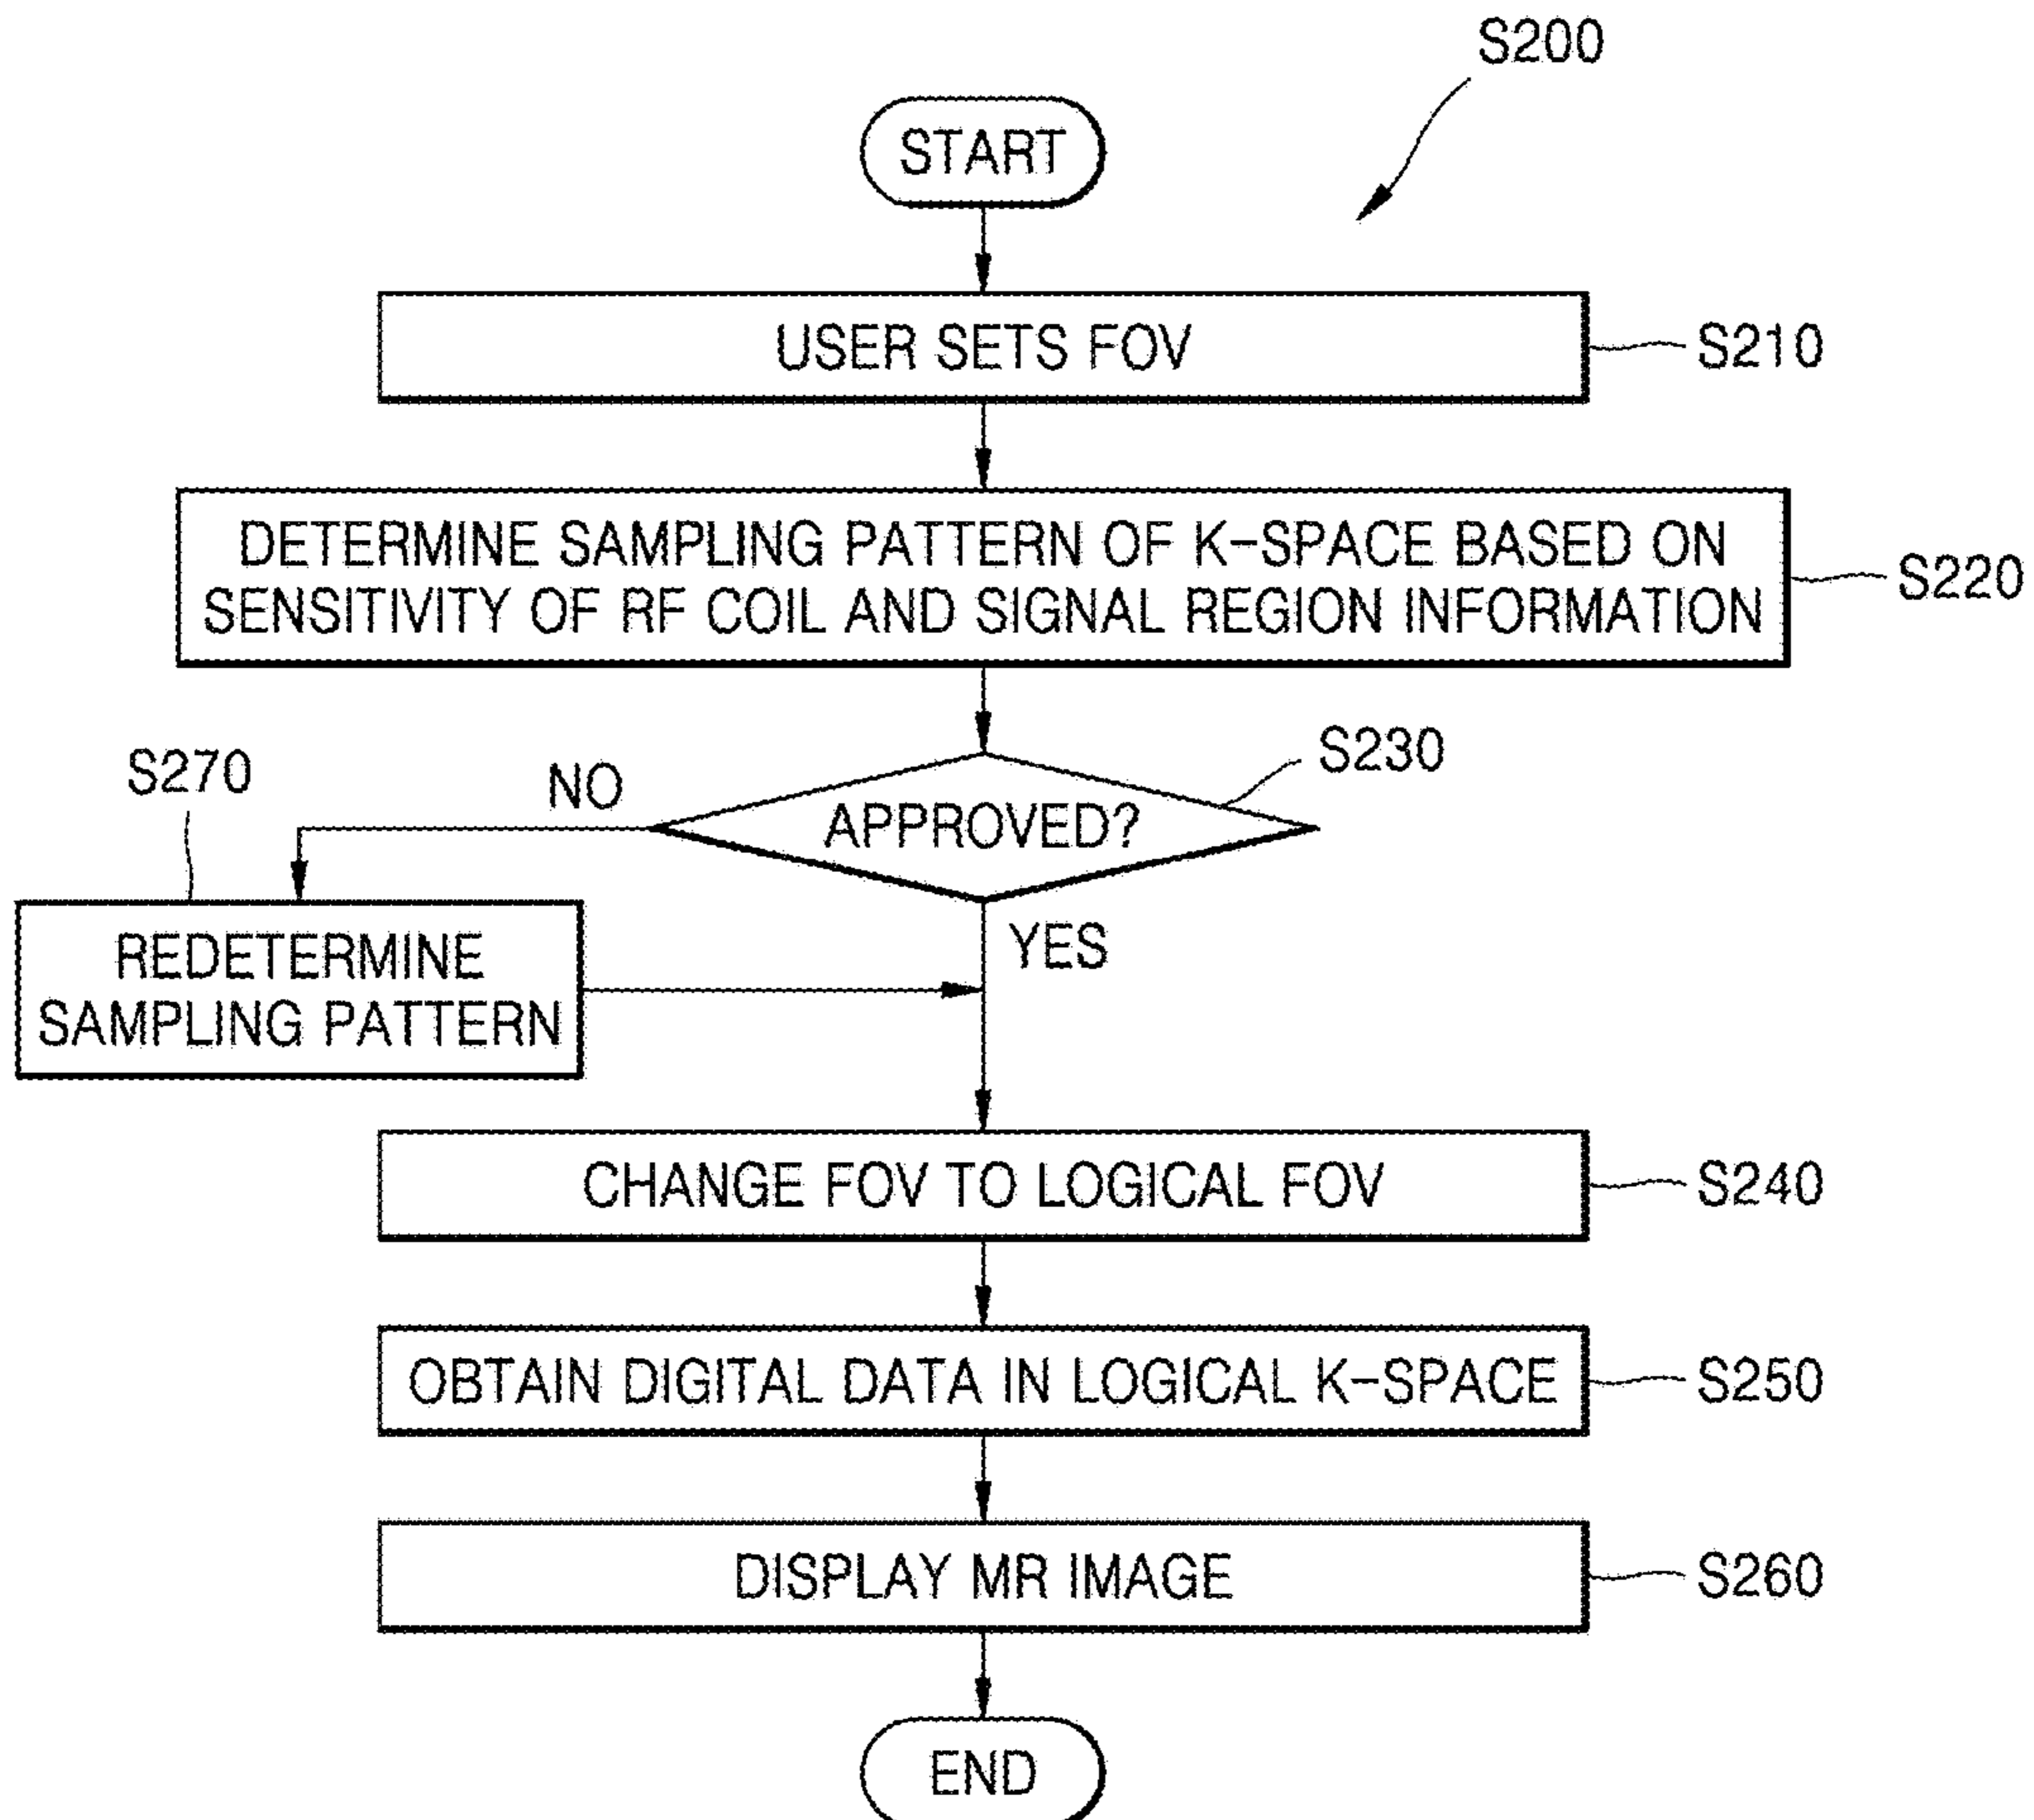 S200
START
USER SETS FOV
S210
DETERMINE SAMPLING PATTERN OF K-SPACE BASED ON
SENSITIVITY OF RF COIL AND SIGNAL REGION INFORMATION
S220
S230
APPROVED?
NO
S270
YES
REDETERMINE
SAMPLING PATTERN
CHANGE FOV TO LOGICAL FOV
S240
OBTAIN DIGITAL DATA IN LOGICAL K-SPACE
S250
DISPLAY MR IMAGE
S260
END